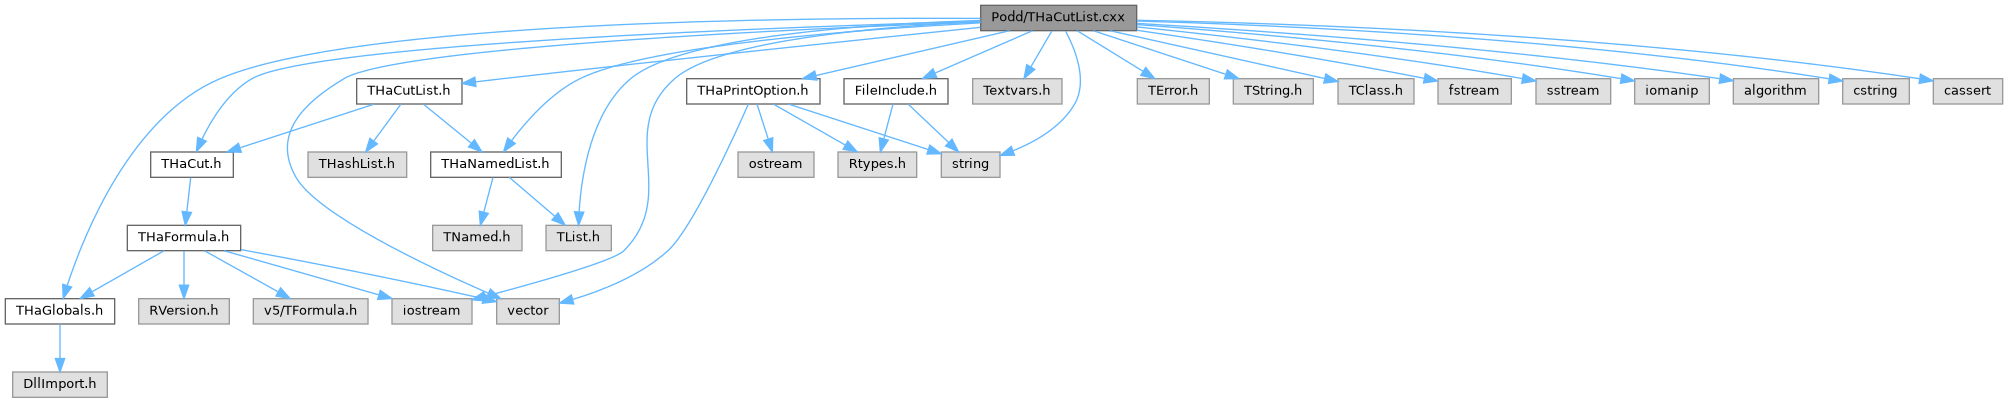 Podd/THaCutList.cxx
THaCutList.h
THaPrintOption.h
FileInclude.h
Textvars.h
TError.h
TString.h
TClass.h
fstream
sstream
iomanip
algorithm
cstring
cassert
THaCut.h
THashList.h
THaNamedList.h
ostream
Rtypes.h
string
THaFormula.h
TNamed.h
TList.h
THaGlobals.h
RVersion.h
v5/TFormula.h
iostream
vector
DllImport.h